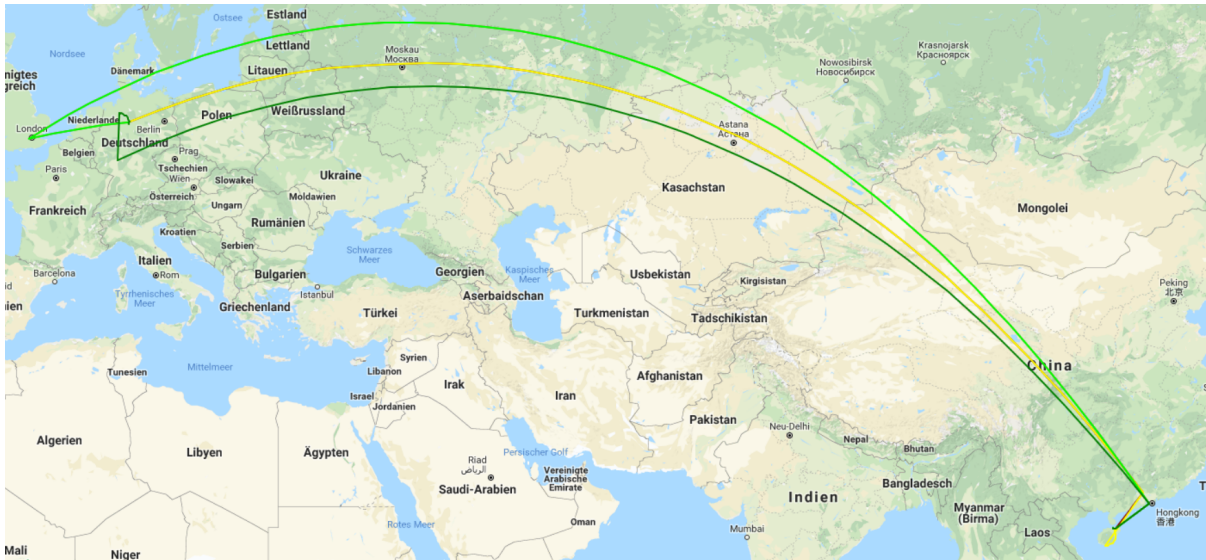 Ostsee
Estland
Nordsee
Lettland
Moskau
Москва
Krasnojarsk
Красноярск
Nowosibirsk
Новосибирск
Dänemark
Litauen
nigtes
greich
London
Niederlande
Berlin
Polen
Weißrussland
Astana
Астана
Deutschland
Belgien
Prag
Paris
Tschechien
Wien
Slowakei
Ukraine
Kasachstan
Österreich
Ungarn
Moldawien
Mongolei
Frankreich
Rumänien
Kroatien
Serbien
Schwarzes
Meer
Italien
Barcelona
Rom
Bulgarien
Georgien
Kaspisches
Meer
Usbekistan
Kirgisistan
Peking
北京
Tyrrhenisches
Meer
Istanbul
Aserbaidschan
ien
Griechenland
Türkei
Turkmenistan
Tadschikistan
Mittelmeer
Syrien
China
Tunesien
Libanon
Afghanistan
Israel
Irak
Iran
Jordanien
Pakistan
Neu-Delhi
Algerien
Libyen
Ägypten
Nepal
Bhutan
Persischer Golf
Riad
الرياض
Vereinigte
Arabische
Emirate
Bangladesch
Saudi-Arabien
Indien
Myanmar
(Birma)
Hongkong
香港
Rotes Meer
Oman
Mumbai
Laos
Mali
Niger